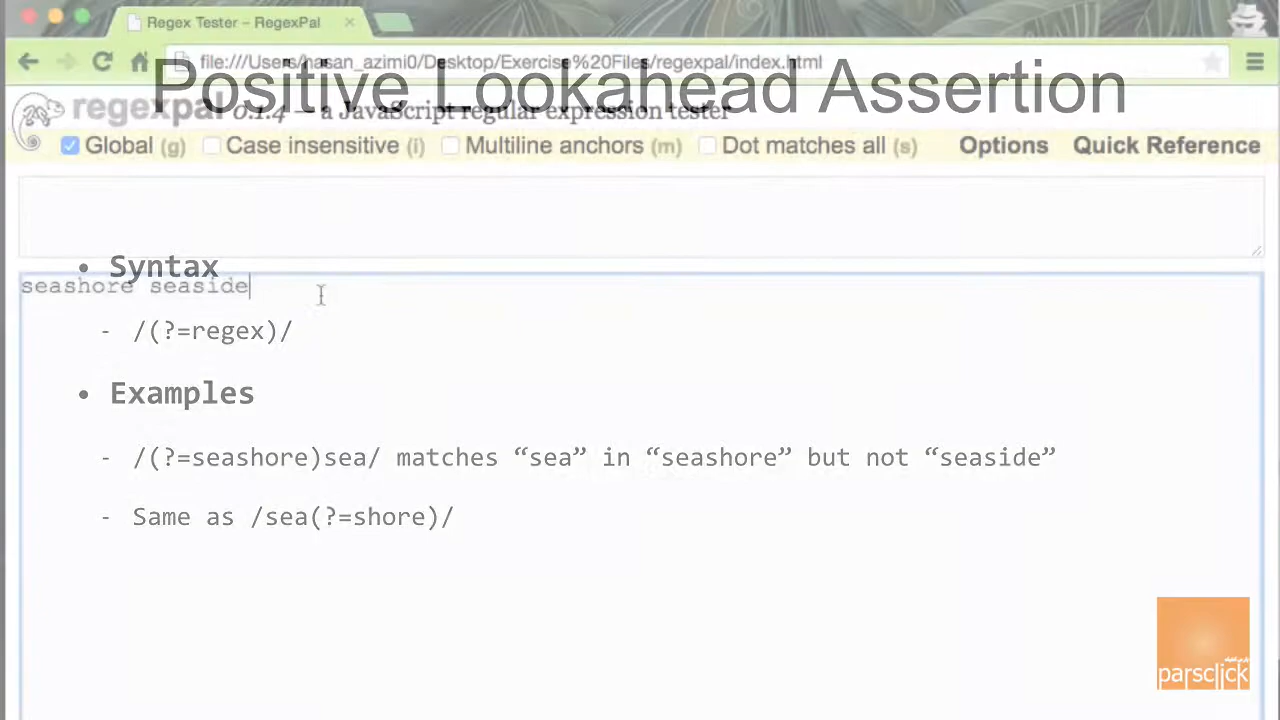 Regex Tester – RegexPal
file:///Users/hasan_azimi0/Desktop/Exercise%20Files/regexpal/index.html
Positive Lookahead Assertion
regexpal 0.1.4 — a JavaScript regular expression tester
Global (g) Case insensitive (i) Multiline anchors (m) Dot matches all (s) Options Quick Reference
• Syntax
seashore seaside
- /(?=regex)/
• Examples
- /(?=seashore)sea/ matches “sea” in “seashore” but not “seaside”
- Same as /sea(?=shore)/
پارس کلیک
parsclick